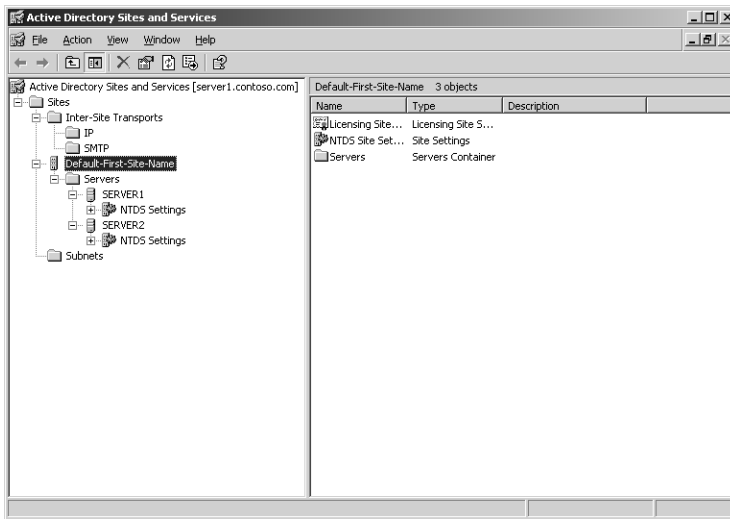 Active Directory Sites and Services
File Action View Window Help
Active Directory Sites and Services [server1.contoso.com]
Sites
Inter-Site Transports
IP
SMTP
Default-First-Site-Name
Servers
SERVER1
NTDS Settings
SERVER2
NTDS Settings
Subnets
Default-First-Site-Name 3 objects
Name Type Description
Licensing Site... Licensing Site S...
NTDS Site Set... Site Settings
Servers Servers Container